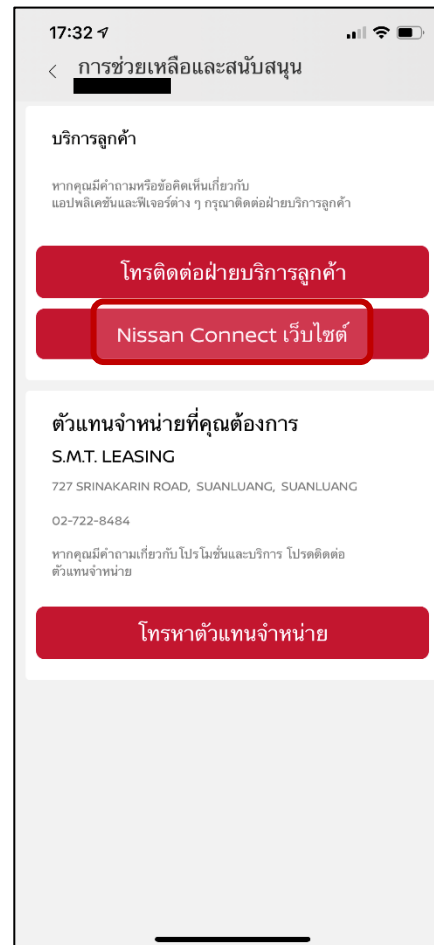 17:32
การช่วยเหลือและสนับสนุน
บริการลูกค้า
หากคุณมีคำถามหรือข้อคิดเห็นเกี่ยวกับ
แอปพลิเคชันและฟีเจอร์ต่าง ๆ กรุณาติดต่อฝ่ายบริการลูกค้า
โทรติดต่อฝ่ายบริการลูกค้า
Nissan Connect เว็บไซต์
ตัวแทนจำหน่ายที่คุณต้องการ
S.M.T. LEASING
727 SRINAKARIN ROAD, SUANLUANG, SUANLUANG
02-722-8484
หากคุณมีคำถามเกี่ยวกับโปรโมชั่นและบริการ โปรดติดต่อ
ตัวแทนจำหน่าย
โทรหาตัวแทนจำหน่าย